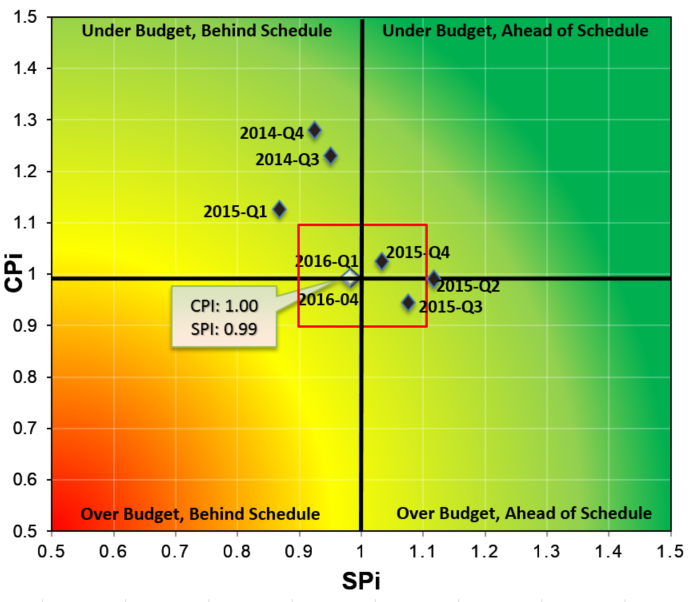 1.5
Under Budget, Behind Schedule
Under Budget, Ahead of Schedule
1.4
1.3
2014-Q4
2014-Q3
1.2
2015-Q1
1.1
2015-Q4
2016-Q1
1
CPi
2015-Q2
2016-04
CPI: 1.00
SPI: 0.99
2015-Q3
0.9
0.8
0.7
0.6
Over Budget, Behind Schedule
Over Budget, Ahead of Schedule
0.5
0.5 0.6 0.7 0.8 0.9 1 1.1 1.2 1.3 1.4 1.5
SPi